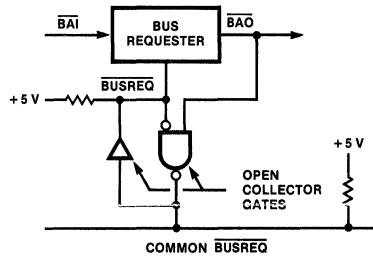 BAI
BUS
REQUESTER
BAO
BUSREQ
+5 V
+5 V
OPEN
COLLECTOR
GATES
COMMON BUSREQ